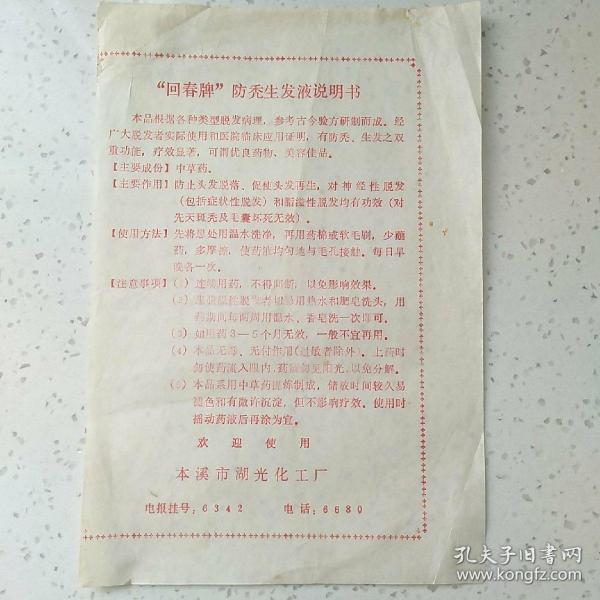 “回春牌”防秃生发液说明书
本品根据各种类型脱发病理，参考古今验方研制而成。经
广大脱发者实际使用和医院临床应用证明，有防秃、生发之双
重功能，疗效显著，可谓优良药物、美容佳品。
【主要成份】中草药。
【主要作用】防止头发脱落、促使头发再生，对神经性脱发
（包括症状性脱发）和脂溢性脱发均有功效（对
先天斑秃及毛囊坏死无效）。
【使用方法】先将患处用温水洗净，再用药棉或软毛刷，少蘸
药，多摩擦，使药液均匀地与毛孔接触。每日早
晚各一次。
【注意事项】（1）连续用药，不得间断，以免影响效果。
（2）脂溢性脱发者切忌用热水和肥皂洗头，用
药期间每两周用温水、香皂洗一次即可。
（3）如用药3—5个月无效，一般不宜再用。
（4）本品无毒、无付作用（过敏者除外）。上药时
勿使药流入眼内，药液勿见阳光，以免分解。
（5）本品采用中草药提炼制成，储放时间较久易
褪色和有微许沉淀，但不影响疗效。使用时
摇动药液后再涂为宜。
欢迎使用
本溪市湖光化工厂
电报挂号：6342 电话：6680
孔夫子旧书网
www.kongfz.com